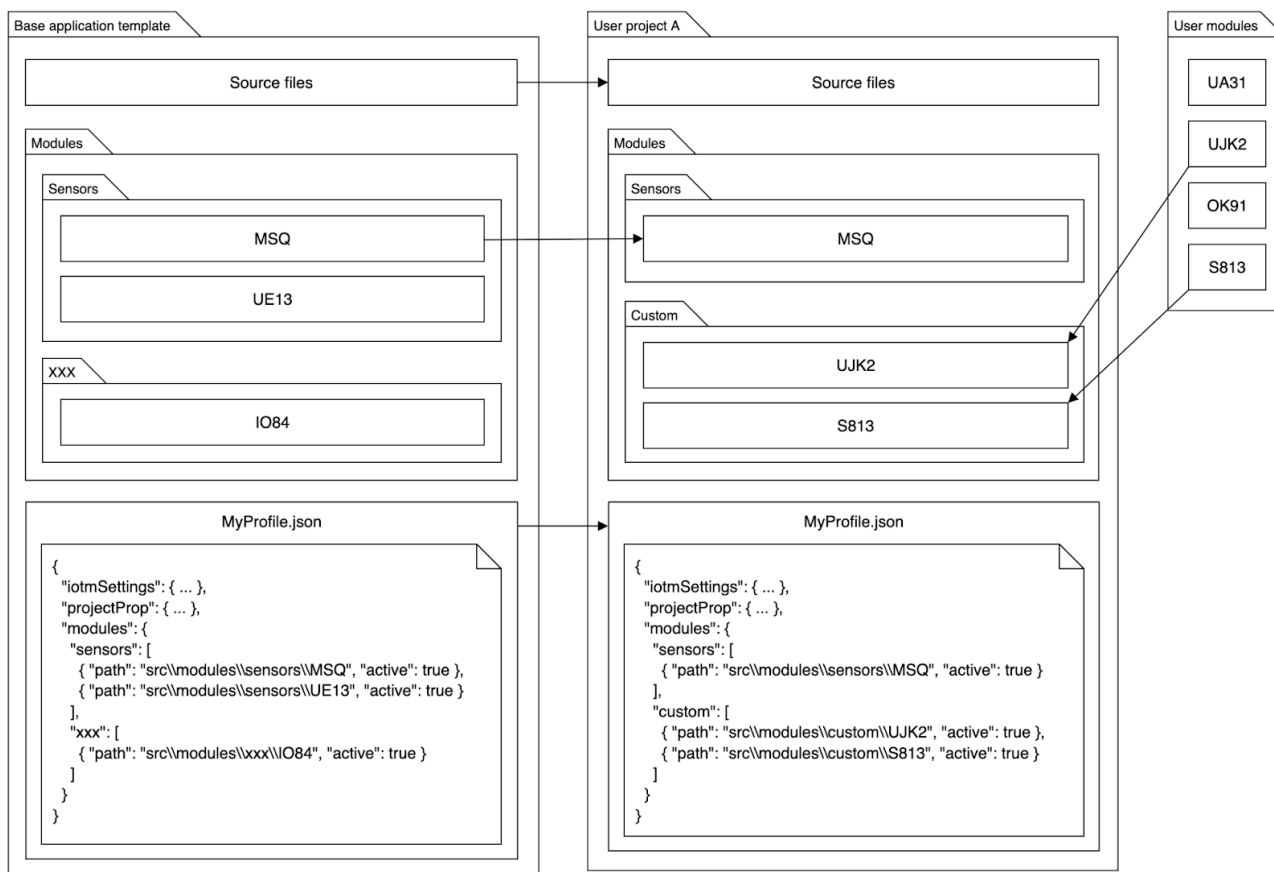 Base application template
Source files
Modules
Sensors
MSQ
UE13
XXX
IO84
MyProfile.json
{
"iotmSettings": { ... },
"projectProp": { ... },
"modules": {
"sensors": [
{ "path": "src\\modules\\sensors\\MSQ", "active": true },
{ "path": "src\\modules\\sensors\\UE13", "active": true }
],
"xxx": [
{ "path": "src\\modules\\xxx\\IO84", "active": true }
]
}
}
User project A
Source files
Modules
Sensors
MSQ
Custom
UJK2
S813
MyProfile.json
{
"iotmSettings": { ... },
"projectProp": { ... },
"modules": {
"sensors": [
{ "path": "src\\modules\\sensors\\MSQ", "active": true }
],
"custom": [
{ "path": "src\\modules\\custom\\UJK2", "active": true },
{ "path": "src\\modules\\custom\\S813", "active": true }
]
}
}
User modules
UA31
UJK2
OK91
S813